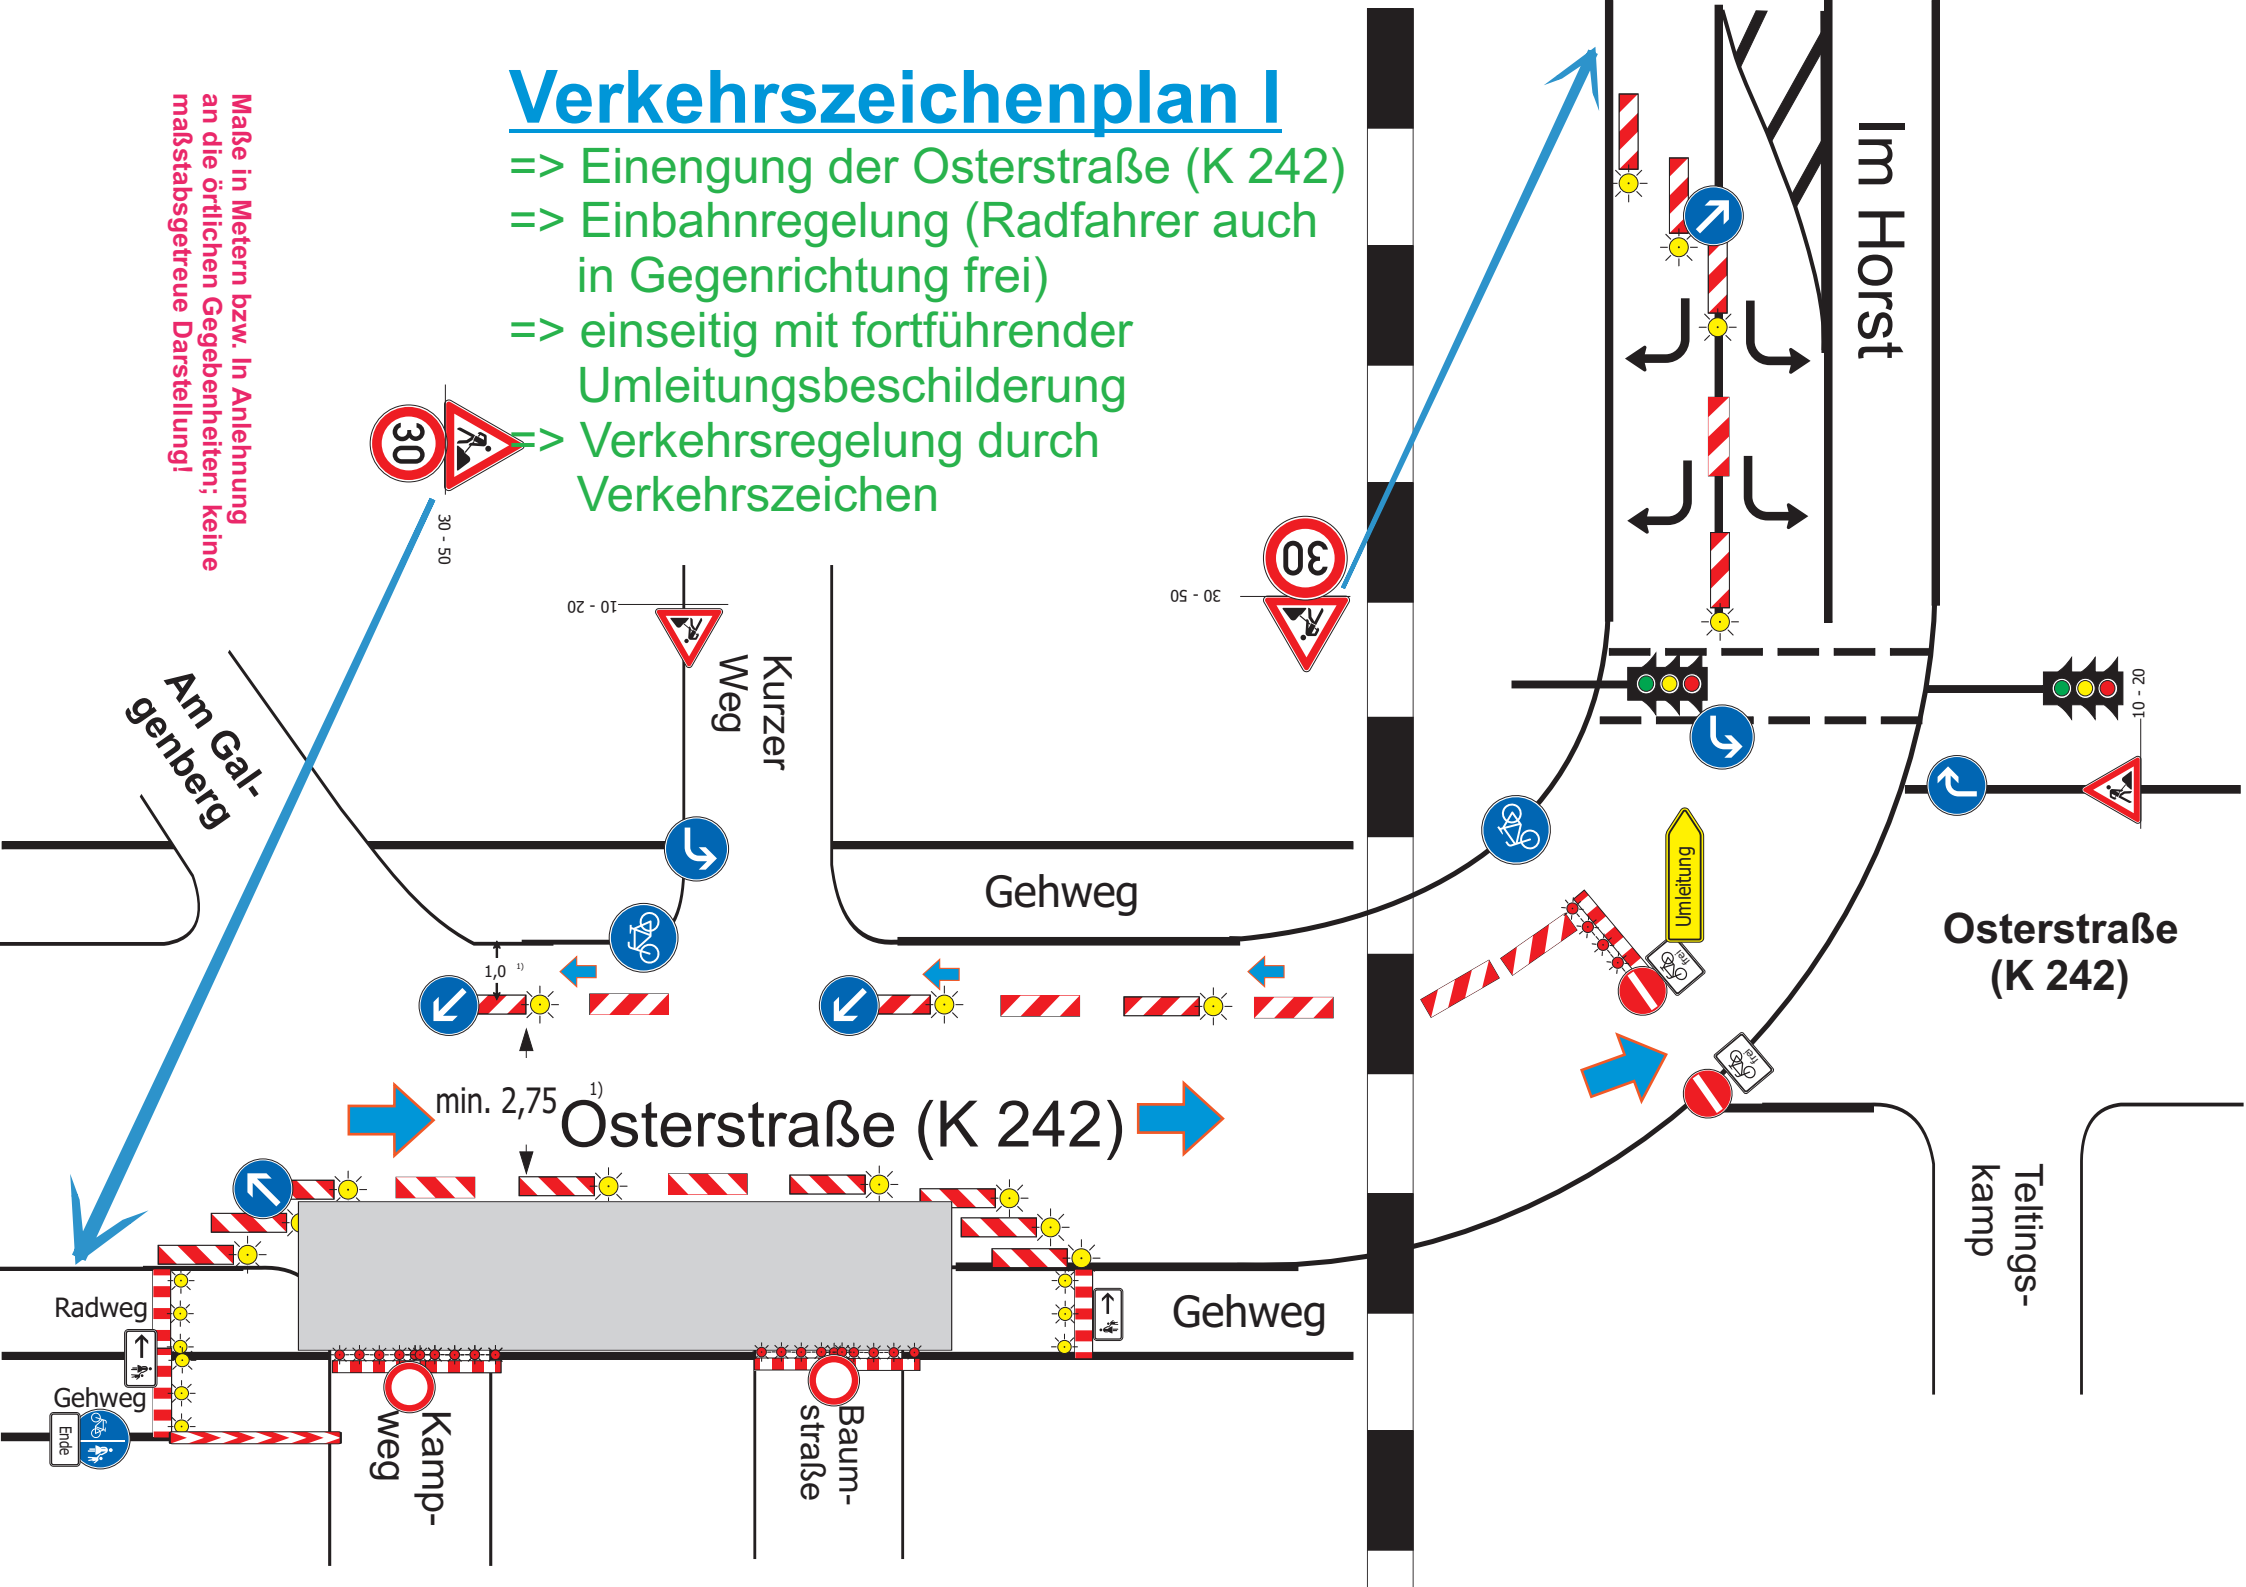 Verkehrszeichenplan I
=> Einengung der Osterstraße (K 242)
=> Einbahnregelung (Radfahrer auch
in Gegenrichtung frei)
=> einseitig mit fortführender
Umleitungsbeschilderung
=> Verkehrsregelung durch
Verkehrszeichen
Maße in Metern bzw. In Anlehnung
an die örtlichen Gegebenheiten; keine
maßstabsgetreue Darstellung!
30
30 - 50
10 - 20
30
30 - 50
Im Horst
Kurzer
Weg
Am Gal-
genberg
10 - 20
Gehweg
Umleitung
frei
Osterstraße
(K 242)
1,0 1)
frei
min. 2,75 1)
Osterstraße (K 242)
Teltings-
kamp
Radweg
Gehweg
Gehweg
Ende
Kamp-
weg
Baum-
straße